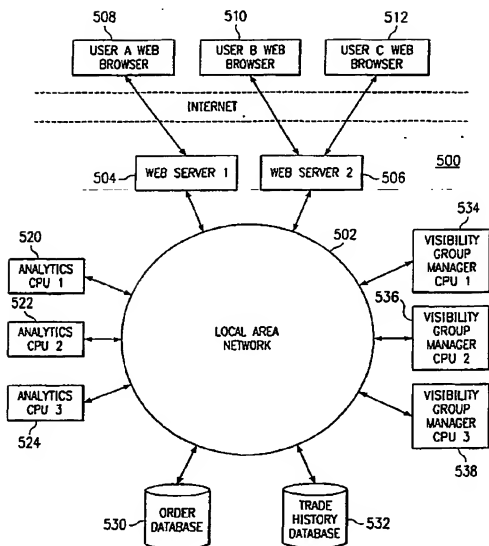 508
510
512
USER A WEB
BROWSER
USER B WEB
BROWSER
USER C WEB
BROWSER
INTERNET
504
WEB SERVER 1
WEB SERVER 2
506
500
502
520
ANALYTICS
CPU 1
522
ANALYTICS
CPU 2
ANALYTICS
CPU 3
524
LOCAL AREA
NETWORK
534
VISIBILITY
GROUP
MANAGER
CPU 1
536
VISIBILITY
GROUP
MANAGER
CPU 2
VISIBILITY
GROUP
MANAGER
CPU 3
538
530
ORDER
DATABASE
TRADE
HISTORY
DATABASE
532